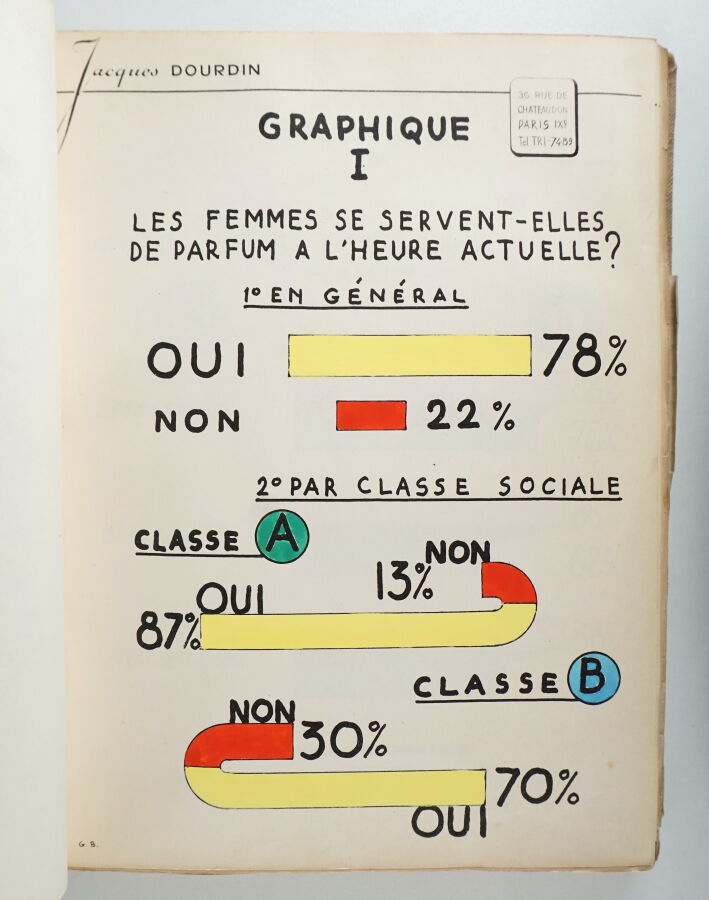 Jacques DOURDIN
36 RUE DE
CHATEAUDUN
PARIS IXe
Tel. TRI-74-89
GRAPHIQUE
I
LES FEMMES SE SERVENT-ELLES
DE PARFUM A L'HEURE ACTUELLE?
1° EN GÉNÉRAL
OUI 78%
NON 22%
2° PAR CLASSE SOCIALE
CLASSE A
NON
13%
OUI
87%
CLASSE B
NON
30%
70%
OUI
G. B.